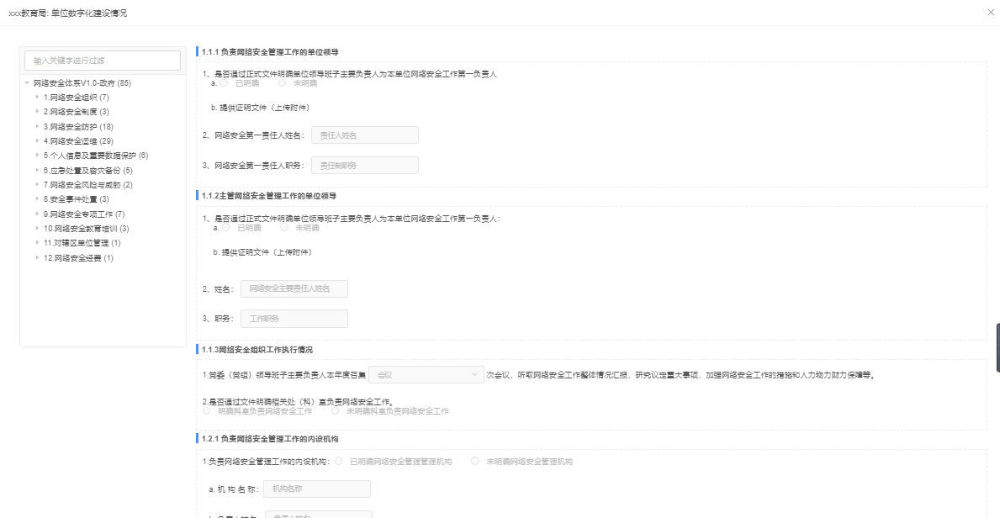 xxx教育局: 单位数字化建设情况
输入关键字进行过滤
网络安全体系V1.0-政府 (85)
1.网络安全组织 (7)
2.网络安全制度 (3)
3.网络安全防护 (18)
4.网络安全运维 (29)
5.个人信息及重要数据保护 (6)
6.应急处置及容灾备份 (5)
7.网络安全风险与威胁 (2)
8.安全事件处置 (3)
9.网络安全专项工作 (7)
10.网络安全教育培训 (3)
11.对辖区单位管理 (1)
12.网络安全经费 (1)
1.1.1 负责网络安全管理工作的单位领导
1、是否通过正式文件明确单位领导班子主要负责人为本单位网络安全工作第一负责人
a. 已明确 未明确
b. 提供证明文件（上传附件）
2、网络安全第一责任人姓名： 责任人姓名
3、网络安全第一责任人职务： 责任制职务
1.1.2主管网络安全管理工作的单位领导
1、是否通过正式文件明确单位领导班子主要负责人为本单位网络安全工作第一负责人：
a. 已明确 未明确
b. 提供证明文件（上传附件）
2、姓名： 网络安全主要责任人姓名
3、职务： 工作职务
1.1.3网络安全组织工作执行情况
1.党委（党组）领导班子主要负责人本年度召集 会议 次会议，听取网络安全工作整体情况汇报，研究议定重大事项，加强网络安全工作的措施和人力物力财力保障等。
2.是否通过文件明确相关处（科）室负责网络安全工作。
明确科室负责网络安全工作 未明确科室负责网络安全工作
1.2.1 负责网络安全管理工作的内设机构
1.负责网络安全管理工作的内设机构： 已明确网络安全管理管理机构 未明确网络安全管理机构
a. 机 构 名 称： 机构名称
b. 负责人姓名： 负责人姓名